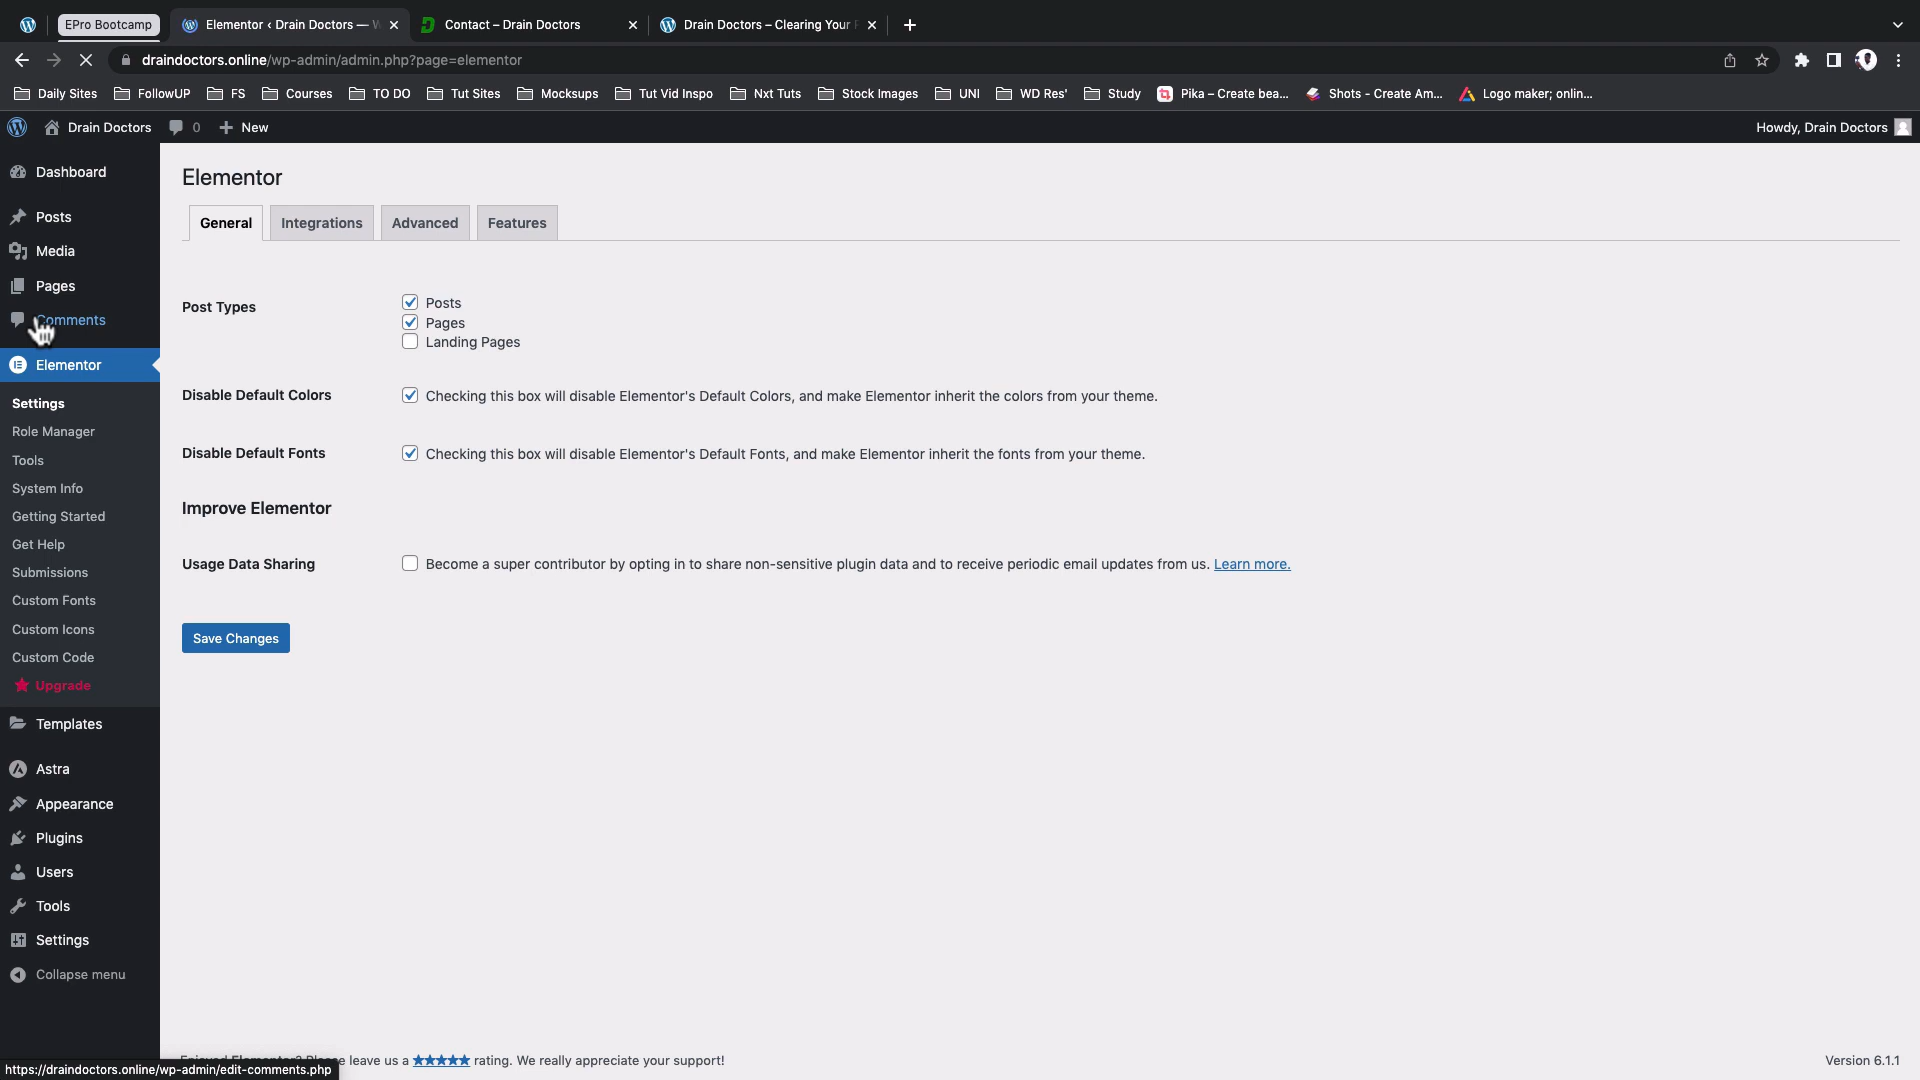 EPro Bootcamp
Elementor ‹ Drain Doctors — W
Contact – Drain Doctors
Drain Doctors – Clearing Your
draindoctors.online/wp-admin/admin.php?page=elementor
Daily Sites
FollowUP
FS
Courses
TO DO
Tut Sites
Mocksups
Tut Vid Inspo
Nxt Tuts
Stock Images
UNI
WD Res'
Study
Pika – Create bea...
Shots - Create Am...
Logo maker; onlin...
Drain Doctors
0
New
Howdy, Drain Doctors
Dashboard
Posts
Media
Pages
Comments
Elementor
Settings
Role Manager
Tools
System Info
Getting Started
Get Help
Submissions
Custom Fonts
Custom Icons
Custom Code
Upgrade
Templates
Astra
Appearance
Plugins
Users
Tools
Settings
Collapse menu
Elementor
General
Integrations
Advanced
Features
Post Types
Posts
Pages
Landing Pages
Disable Default Colors
Checking this box will disable Elementor's Default Colors, and make Elementor inherit the colors from your theme.
Disable Default Fonts
Checking this box will disable Elementor's Default Fonts, and make Elementor inherit the fonts from your theme.
Improve Elementor
Usage Data Sharing
Become a super contributor by opting in to share non-sensitive plugin data and to receive periodic email updates from us. Learn more.
Save Changes
Enjoyed Elementor? Please leave us a ★★★★★ rating. We really appreciate your support!
Version 6.1.1
https://draindoctors.online/wp-admin/edit-comments.php